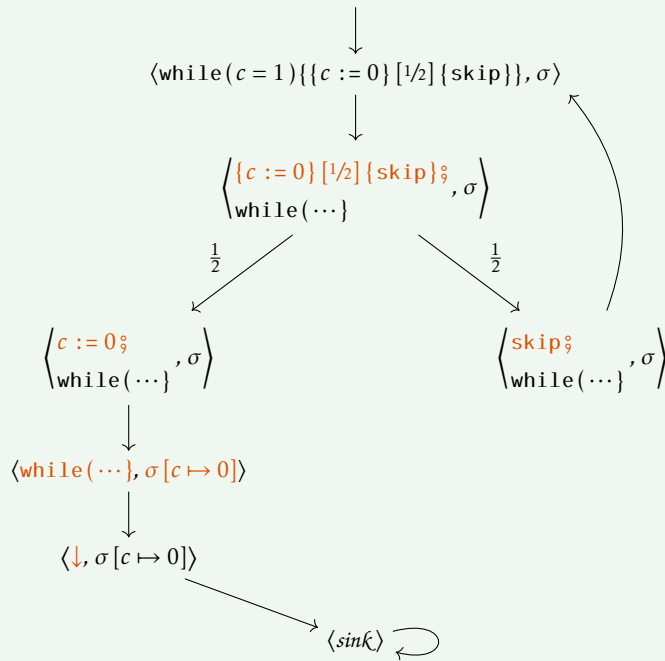 ⟨while(c = 1){{c := 0} [1/2] {skip}}, σ⟩
{c := 0} [1/2] {skip}⨟
while(⋯}
, σ
1/2
1/2
c := 0⨟
while(⋯}
, σ
skip⨟
while(⋯}
, σ
⟨while(⋯}, σ[c ↦ 0]⟩
⟨↓, σ[c ↦ 0]⟩
⟨sink⟩